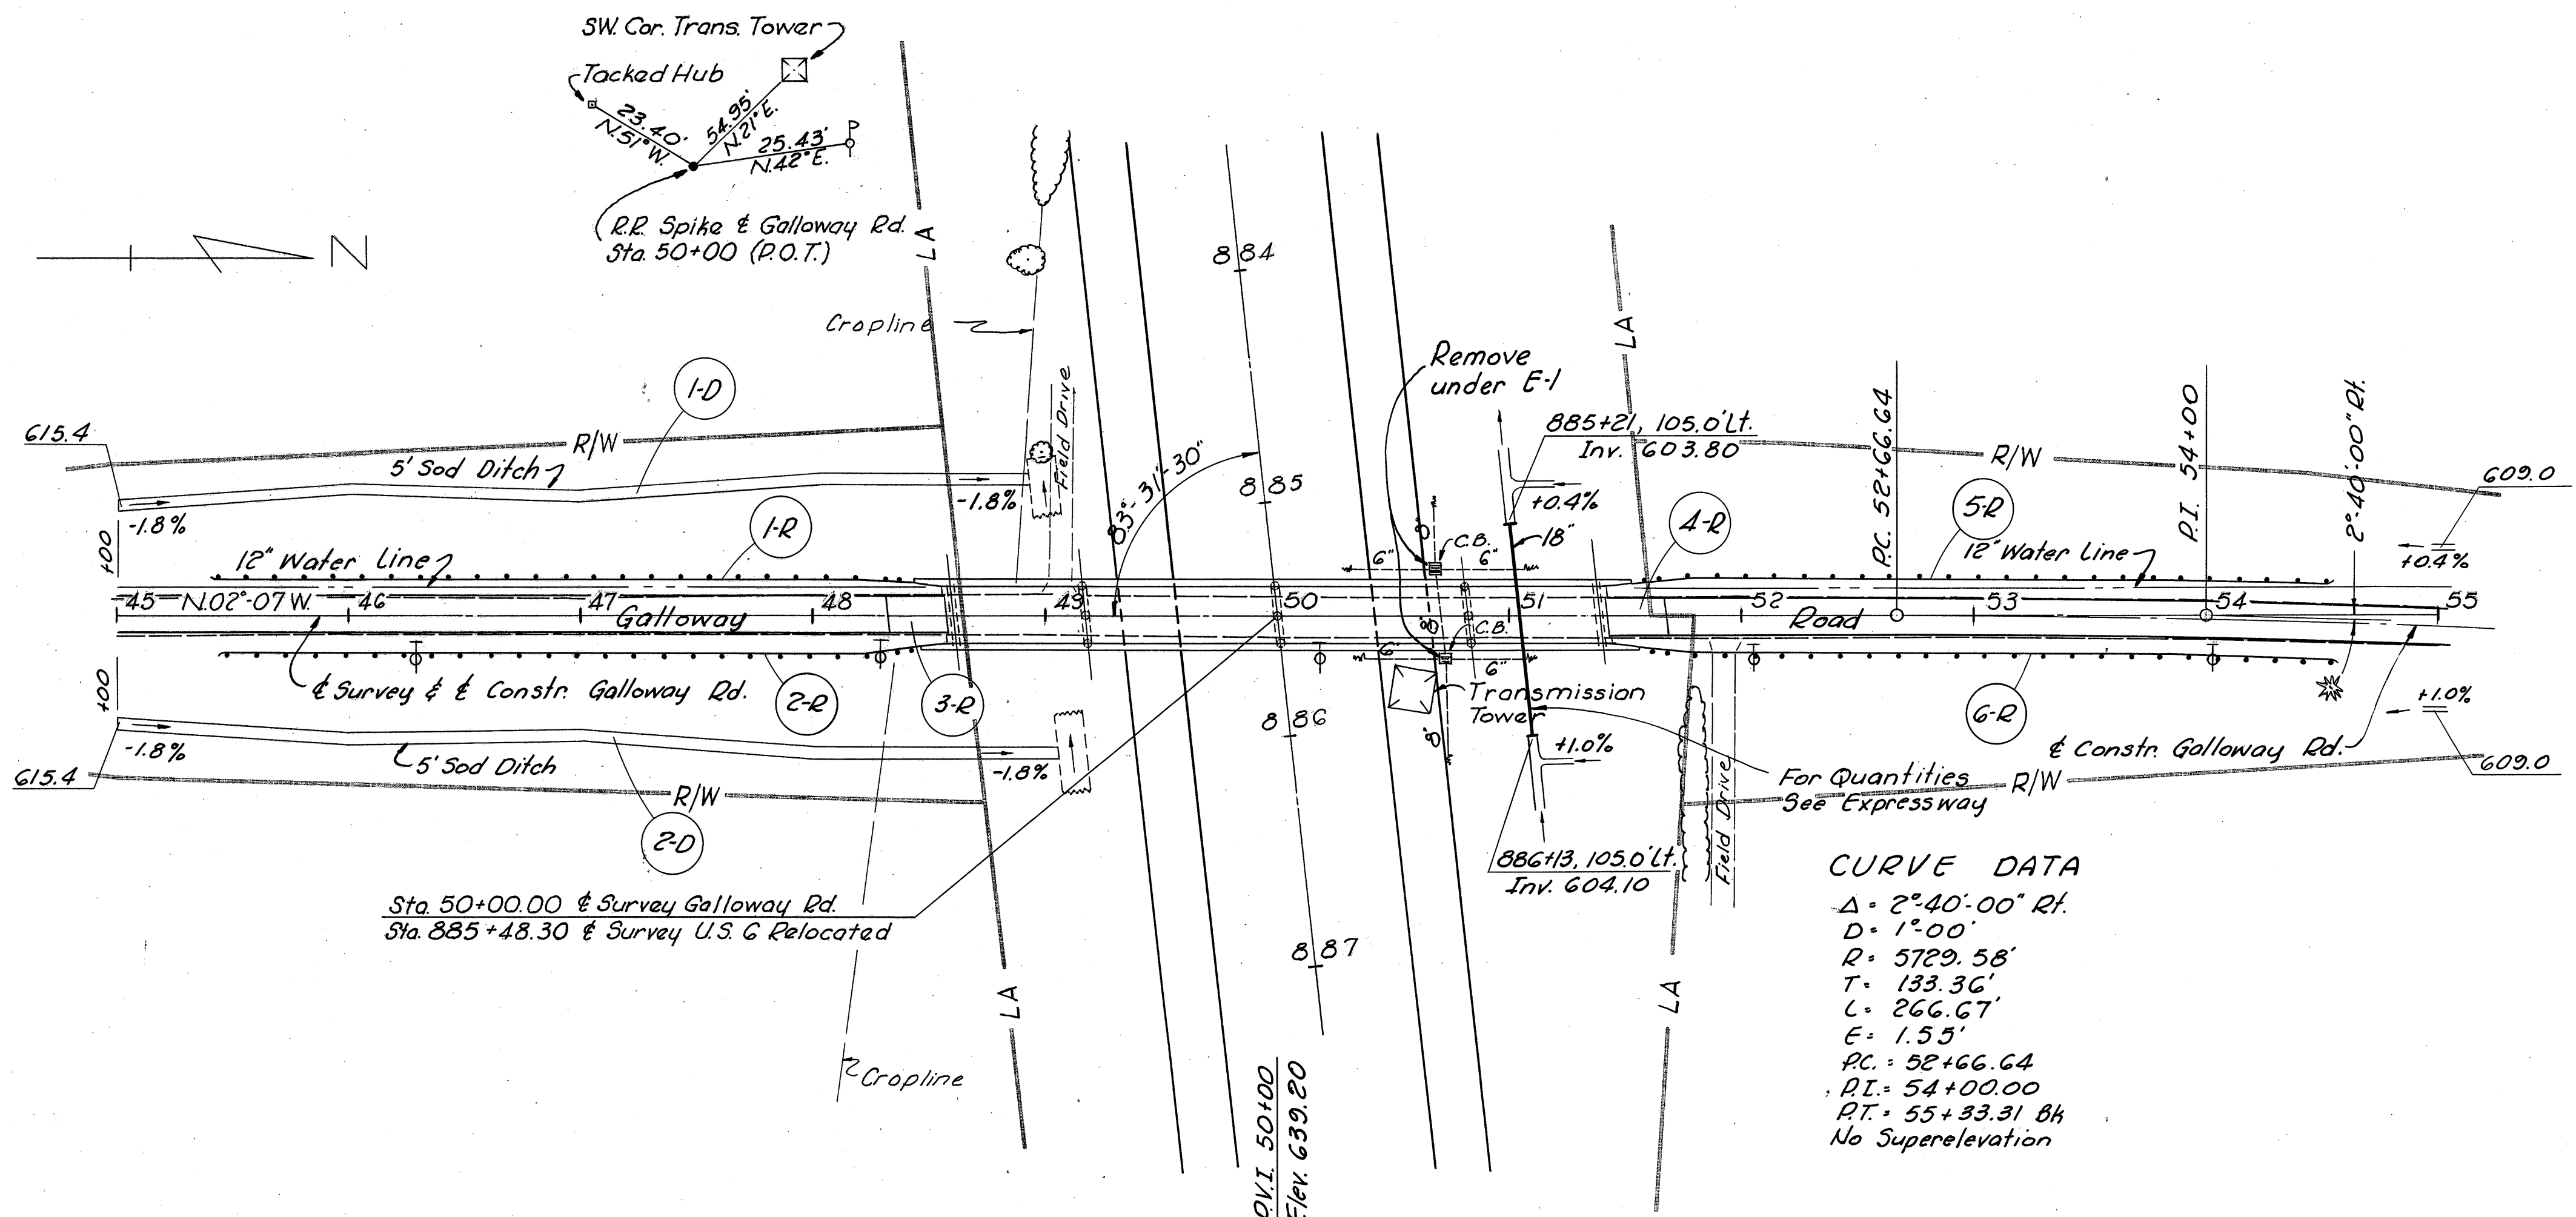 SW. Cor. Trans. Tower
Tacked Hub
23.40'
N.51°W.
54.95'
N.21°E.
25.43'
N.42°E.
R.R. Spike ℄ Galloway Rd.
Sta. 50+00 (P.O.T.)
N
LA
LA
Cropline
Field Drive
884
885
886
887
83°-31'-30"
Remove
under E-1
885+21, 105.0'Lt.
Inv. 603.80
+0.4%
18"
P.C. 52+66.64
P.I. 54+00
2°-40'-00" Rt.
609.0
+0.4%
615.4
R/W
R/W
1-D
5' Sod Ditch
-1.8%
-1.8%
+00
1-R
12" Water Line
4-R
5-R
12" Water Line
8"
C.B.
6"
6"
45
N.02°-07'W.
46
47
48
49
50
51
52
53
54
55
Galloway
Road
8"
C.B.
6"
6"
8"
℄ Survey & ℄ Constr. Galloway Rd.
2-R
3-R
6-R
Transmission
Tower
+00
-1.8%
5' Sod Ditch
-1.8%
615.4
R/W
2-D
+1.0%
+1.0%
℄ Constr. Galloway Rd.
609.0
For Quantities
See Expressway
R/W
Field Drive
886+13, 105.0'Lt.
Inv. 604.10
Sta. 50+00.00 ℄ Survey Galloway Rd.
Sta. 885+48.30 ℄ Survey U.S. 6 Relocated
LA
LA
Cropline
P.V.I. 50+00
Elev. 639.20
CURVE DATA
Δ = 2°-40'-00" Rt.
D = 1°-00'
R = 5729.58'
T = 133.36'
L = 266.67'
E = 1.55'
P.C. = 52+66.64
P.I. = 54+00.00
P.T. = 55+33.31 Bk
No Superelevation